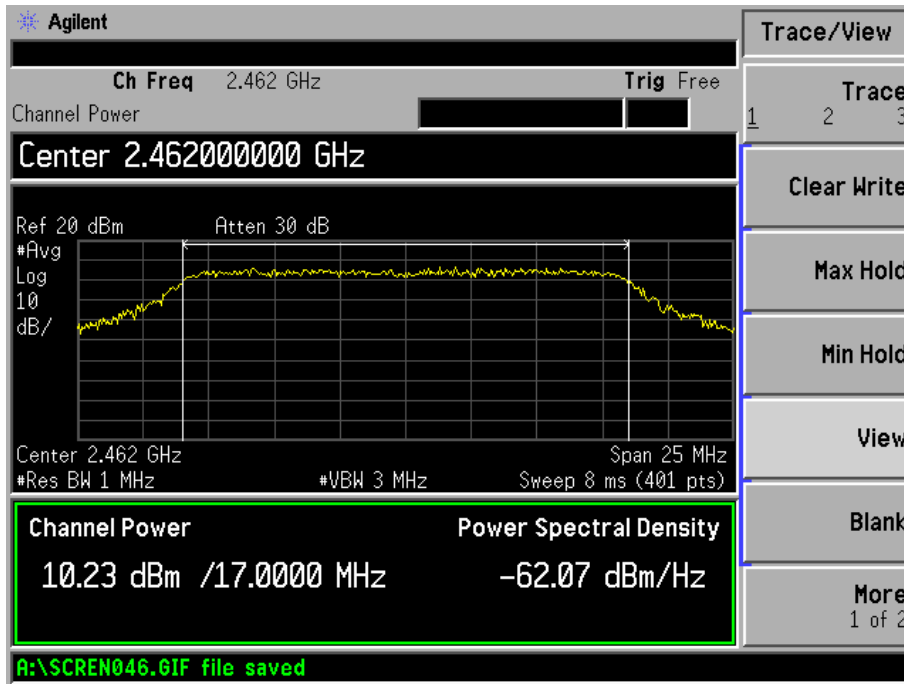 Agilent
Trace/View
Ch Freq 2.462 GHz Trig Free
Channel Power
Trace
1 2 3
Center 2.462000000 GHz
Clear Write
Ref 20 dBm Atten 30 dB
#Avg
Log
10
dB/
Max Hold
Min Hold
Center 2.462 GHz Span 25 MHz
#Res BW 1 MHz #VBW 3 MHz Sweep 8 ms (401 pts)
View
Channel Power Power Spectral Density
10.23 dBm /17.0000 MHz -62.07 dBm/Hz
Blank
More
1 of 2
A:\SCREN046.GIF file saved